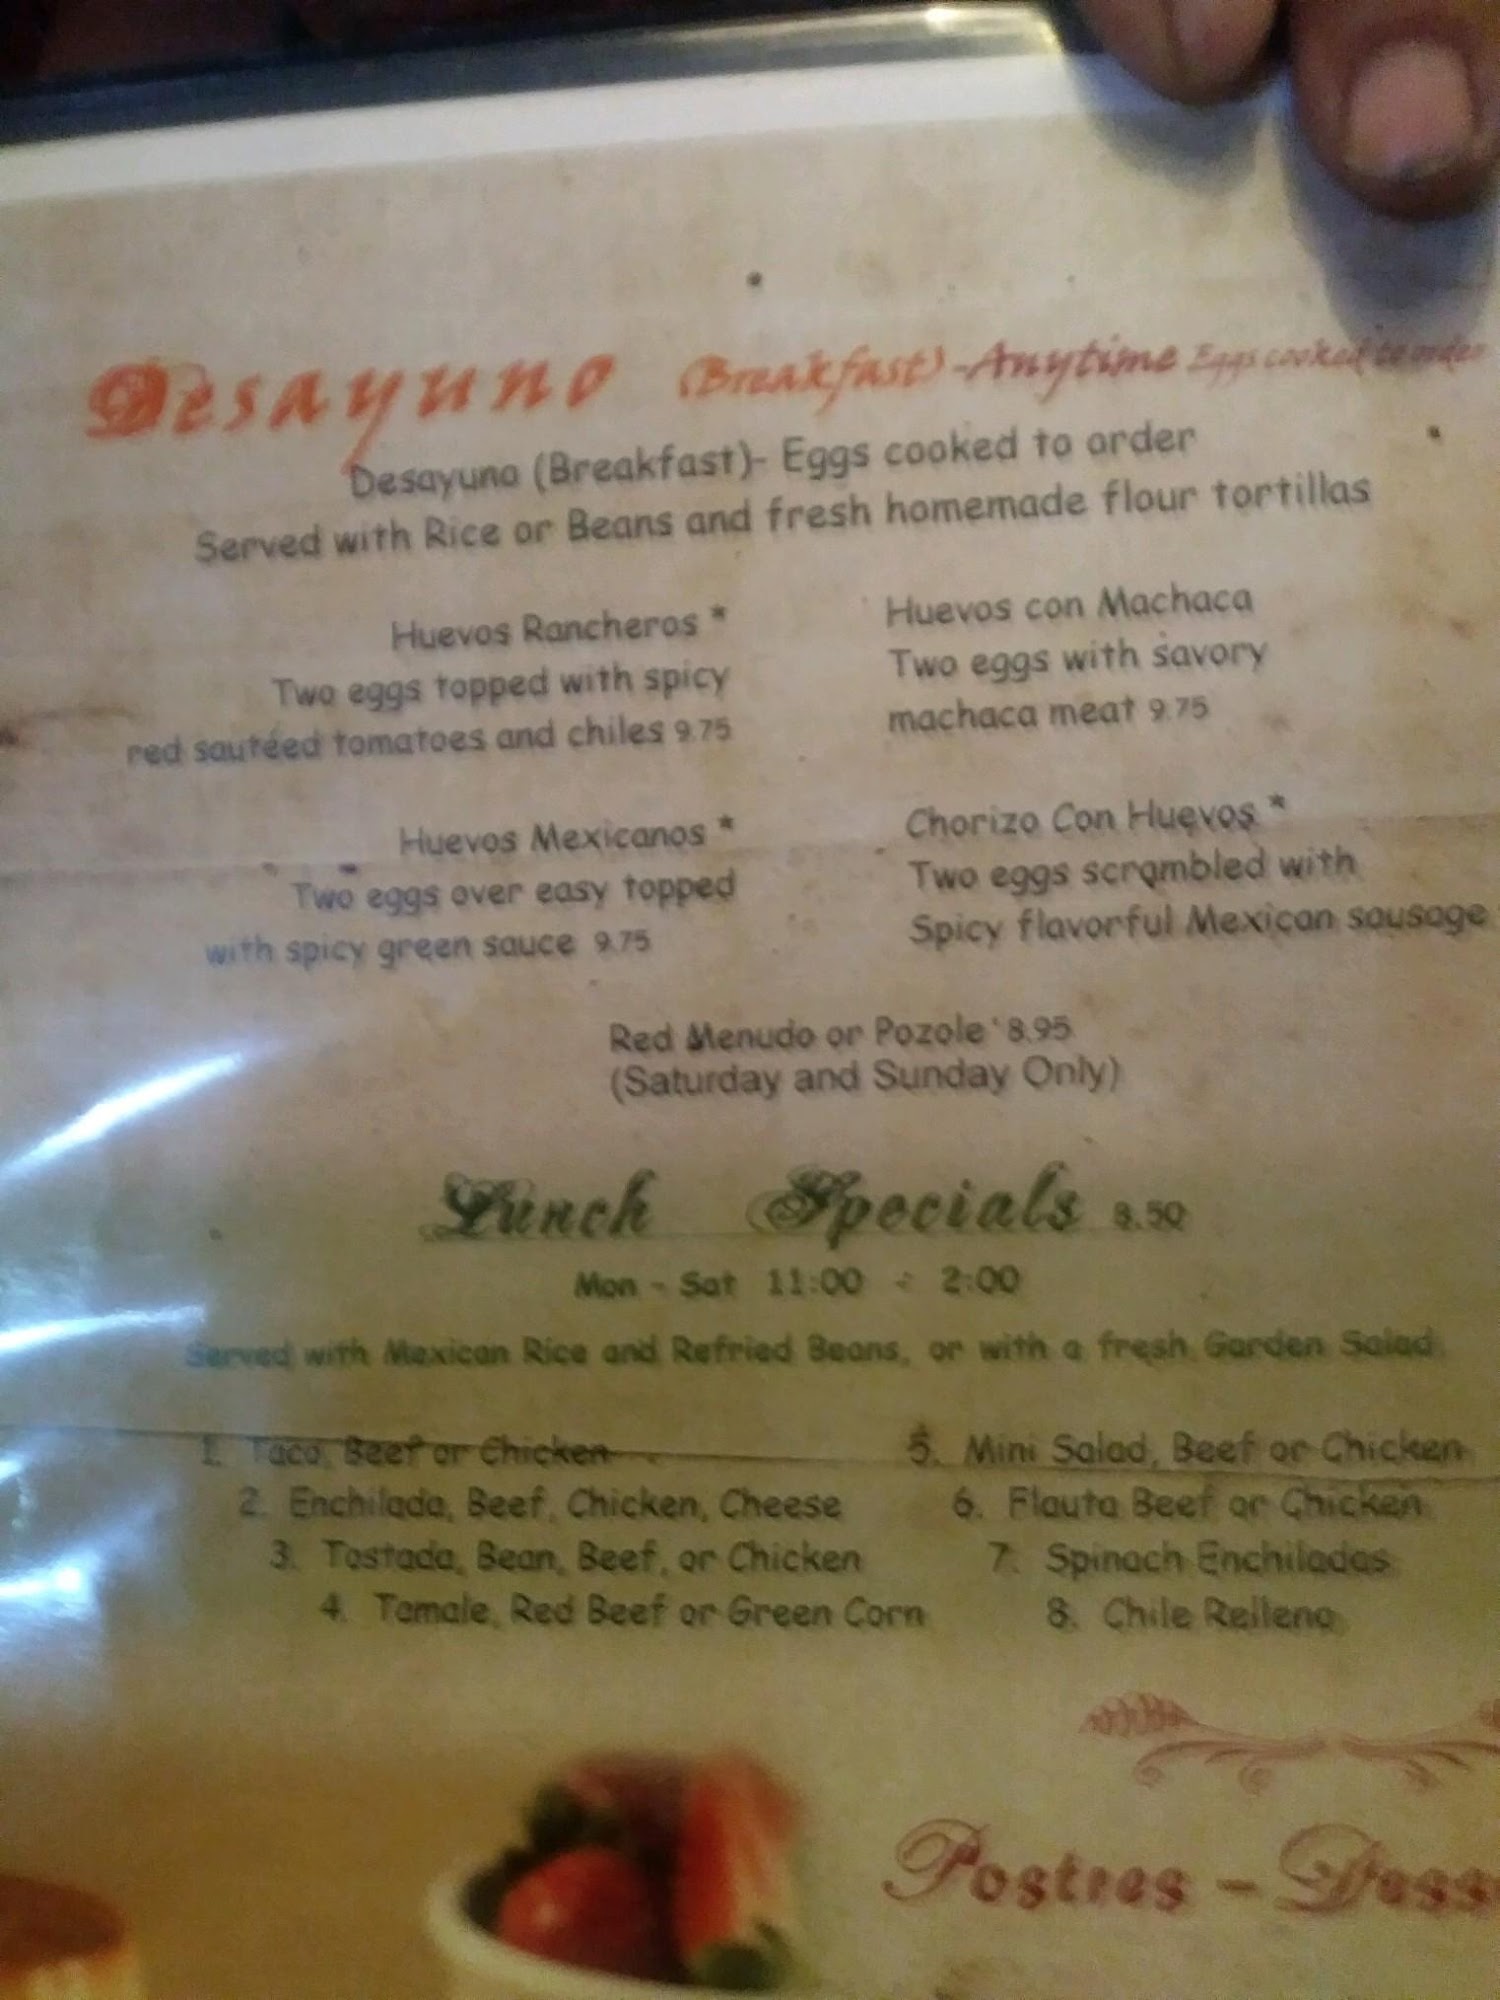 Desayuno (Breakfast) - Anytime Eggs cooked to order
Desayuno (Breakfast)- Eggs cooked to order
Served with Rice or Beans and fresh homemade flour tortillas
Huevos Rancheros *
Two eggs topped with spicy
red sautéed tomatoes and chiles 9.75
Huevos con Machaca
Two eggs with savory
machaca meat 9.75
Huevos Mexicanos *
Two eggs over easy topped
with spicy green sauce 9.75
Chorizo Con Huevos *
Two eggs scrambled with
Spicy flavorful Mexican sausage
Red Menudo or Pozole 8.95
(Saturday and Sunday Only)
Lunch Specials 8.50
Mon - Sat 11:00 - 2:00
Served with Mexican Rice and Refried Beans, or with a fresh Garden Salad
1. Taco, Beef or Chicken
2. Enchilada, Beef, Chicken, Cheese
3. Tostada, Bean, Beef, or Chicken
4. Tamale, Red Beef or Green Corn
5. Mini Salad, Beef or Chicken
6. Flauta Beef or Chicken
7. Spinach Enchiladas
8. Chile Relleno
Postres - Dess